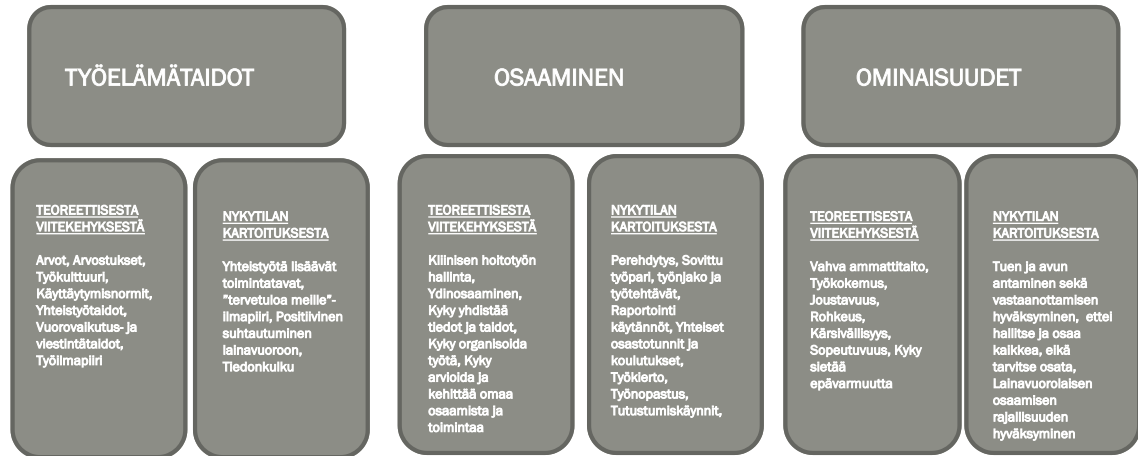 TYÖELÄMÄTAIDOT
TEOREETTISESTA
VIITEKEHYKSESTÄ
Arvot, Arvostukset,
Työkulttuuri,
Käyttäytymisnormit,
Yhteistyötaidot,
Vuorovaikutus- ja
viestintätaidot,
Työilmapiiri
NYKYTILAN
KARTOITUKSESTA
Yhteistyötä lisäävät
toimintatavat,
"tervetuloa meille"-
ilmapiiri, Positiivinen
suhtautuminen
lainavuoroon,
Tiedonkulku
OSAAMINEN
TEOREETTISESTA
VIITEKEHYKSESTÄ
Kliinisen hoitotyön
hallinta,
Ydinosaaminen,
Kyky yhdistää
tiedot ja taidot,
Kyky organisoida
työtä, Kyky
arvioida ja
kehittää omaa
osaamista ja
toimintaa
NYKYTILAN
KARTOITUKSESTA
Perehdytys, Sovittu
työpari, työnjako ja
työtehtävät,
Raportointi
käytännöt, Yhteiset
osastotunnit ja
koulutukset,
Työkierto,
Työnopastus,
Tutustumiskäynnit,
OMINAISUUDET
TEOREETTISESTA
VIITEKEHYKSESTÄ
Vahva ammattitaito,
Työkokemus,
Joustavuus,
Rohkeus,
Kärsivällisyys,
Sopeutuvuus, Kyky
sietää
epävarmuutta
NYKYTILAN
KARTOITUKSESTA
Tuen ja avun
antaminen sekä
vastaanottamisen
hyväksyminen, ettei
hallitse ja osaa
kaikkea, eikä
tarvitse osata,
Lainavuorolaisen
osaamisen
rajallisuuden
hyväksyminen